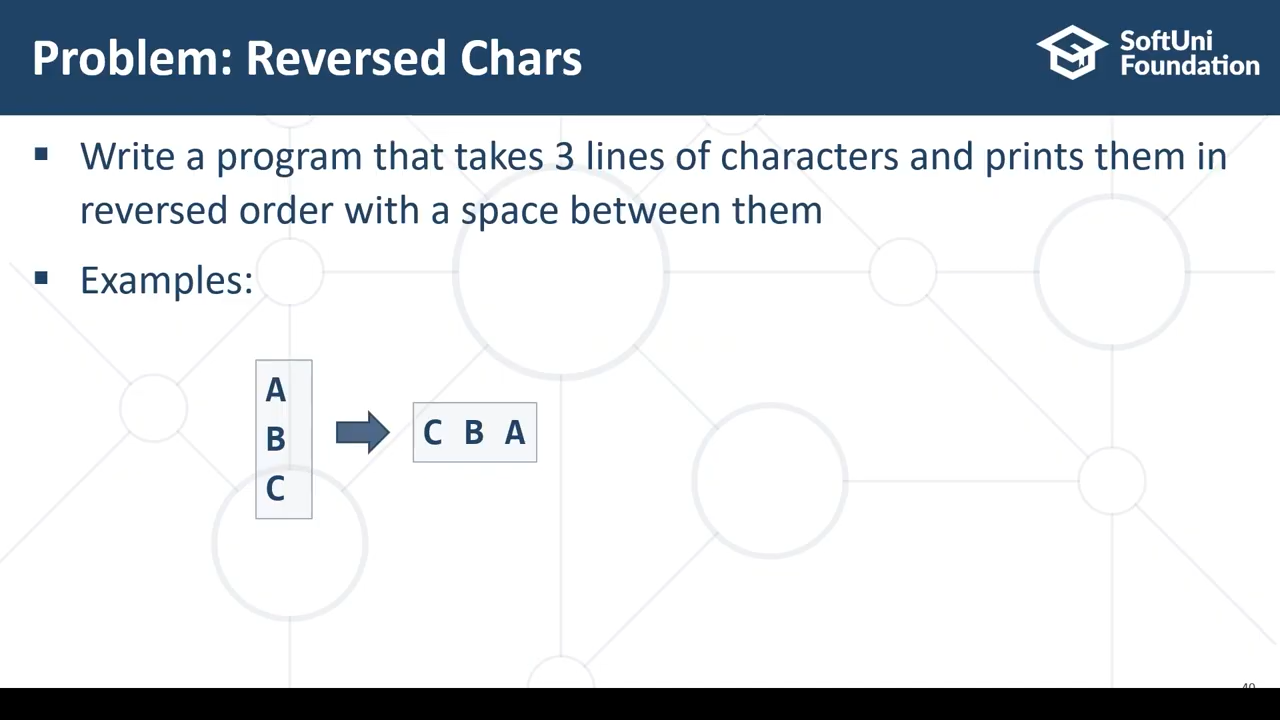 Problem: Reversed Chars
SoftUni
Foundation
▪ Write a program that takes 3 lines of characters and prints them in
reversed order with a space between them
▪ Examples:
A
B
C
C B A